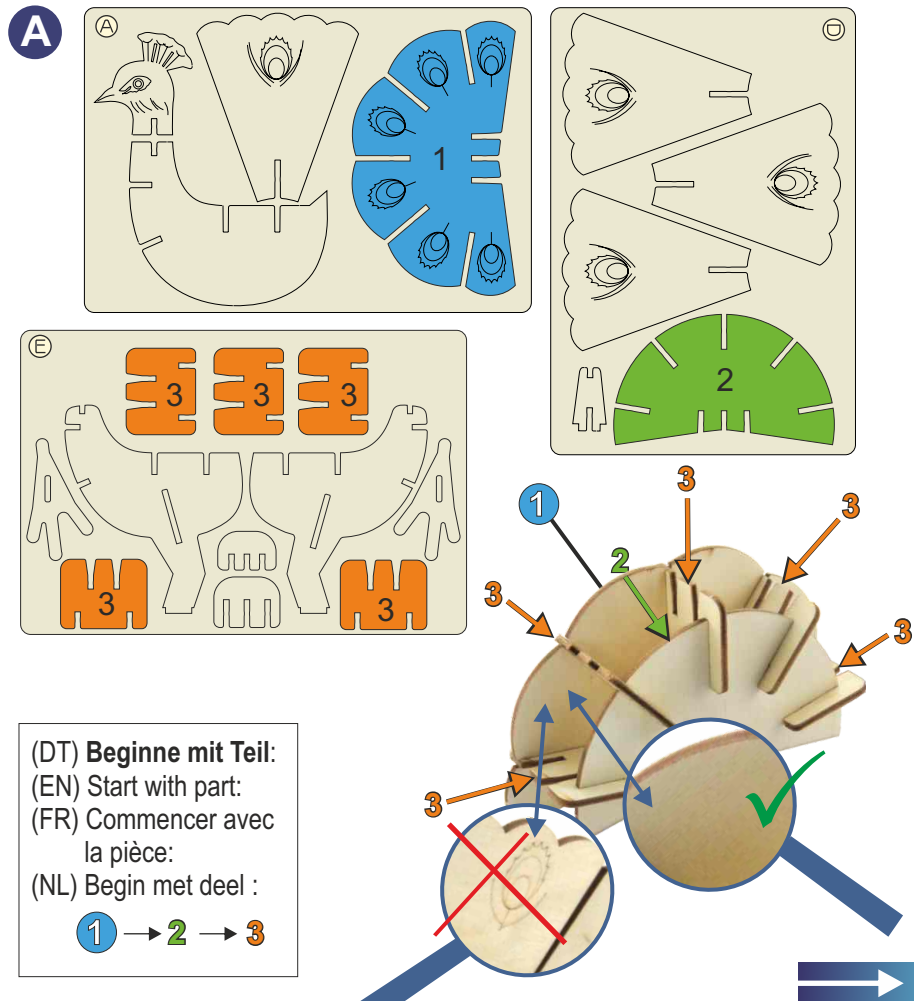 A
A
1
D
2
E
3
3
3
3
3
1
2
3
3
3
3
3
(DT) Beginne mit Teil:
(EN) Start with part:
(FR) Commencer avec
la pièce:
(NL) Begin met deel :
1 → 2 → 3